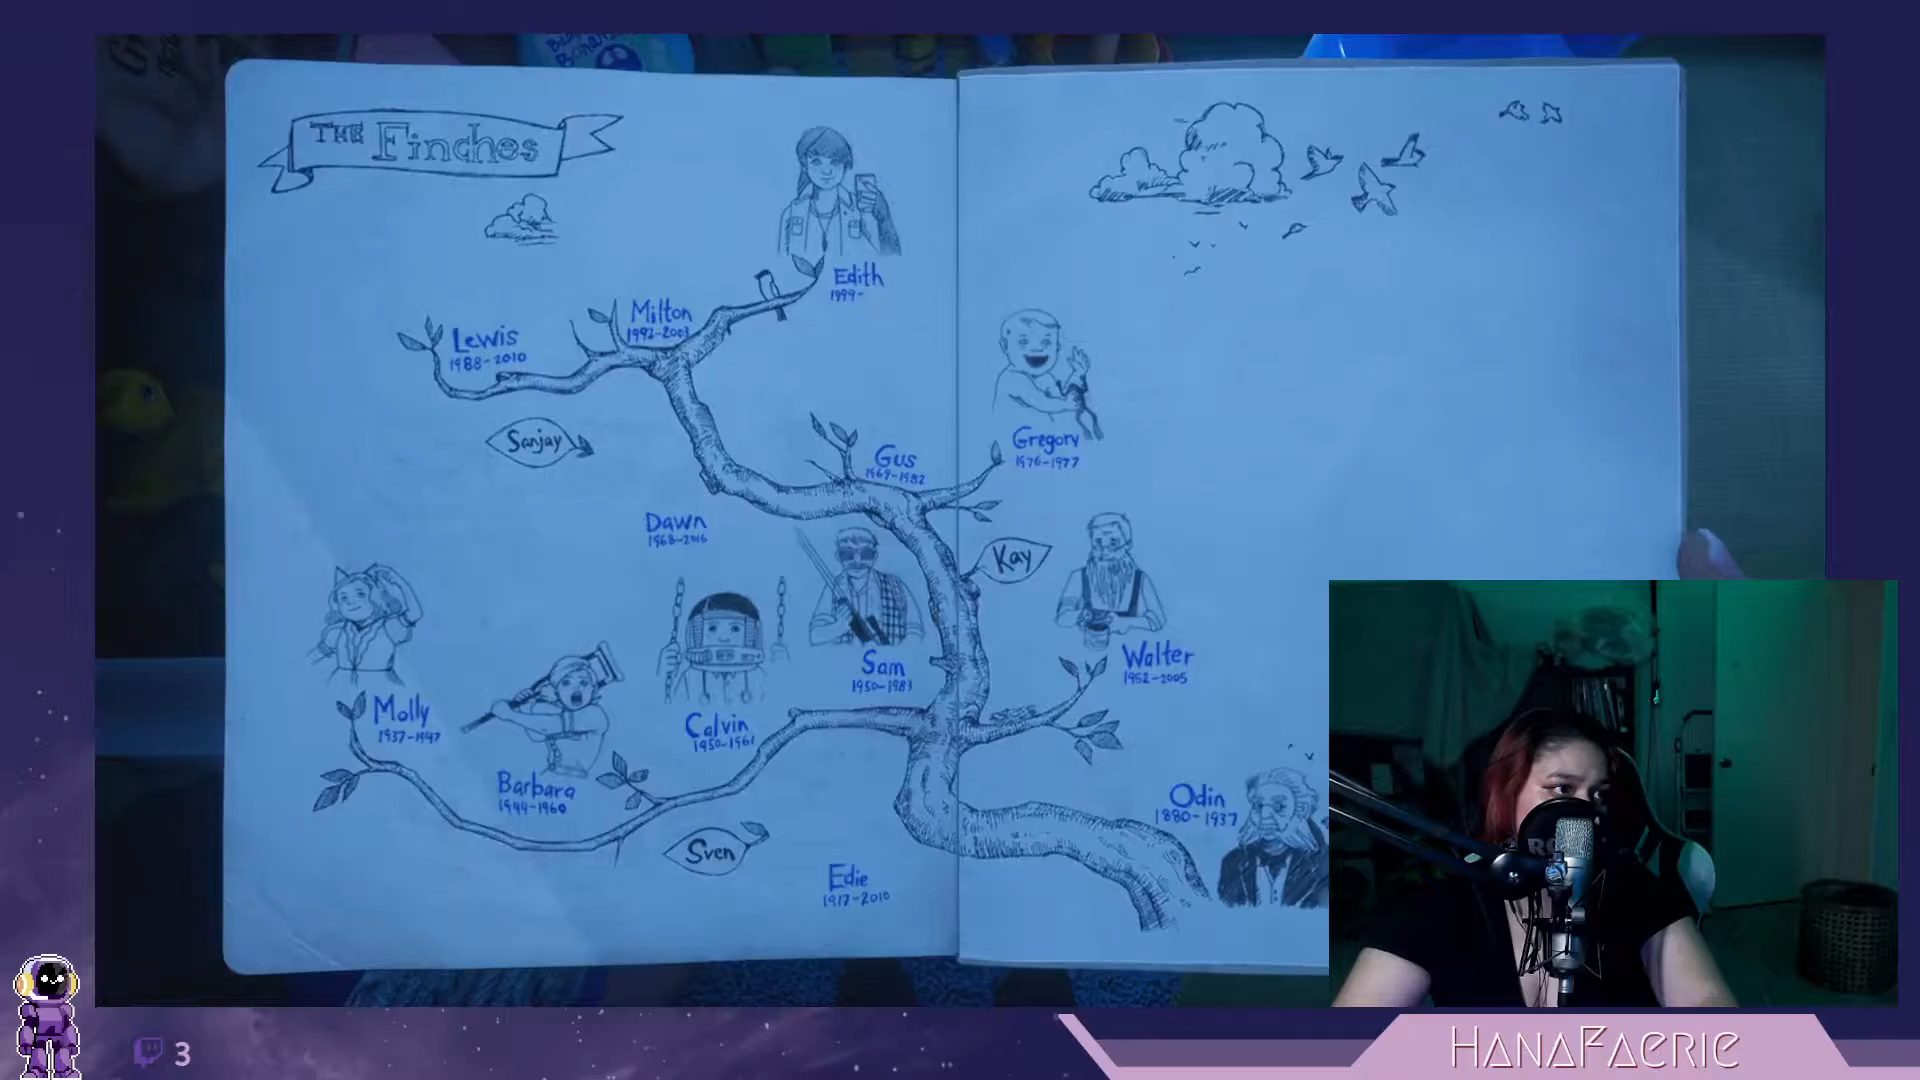 THE Finches
Edith
1999-
Milton
1992-2003
Lewis
1988-2010
Sanjay
Gregory
1976-1977
Gus
1969-1982
Dawn
1968-2016
Kay
Sam
1950-1983
Walter
1952-2005
Molly
1937-1947
Calvin
1950-1961
Barbara
1944-1960
Sven
Odin
1880-1937
Edie
1917-2010
3
HANAFAERIE